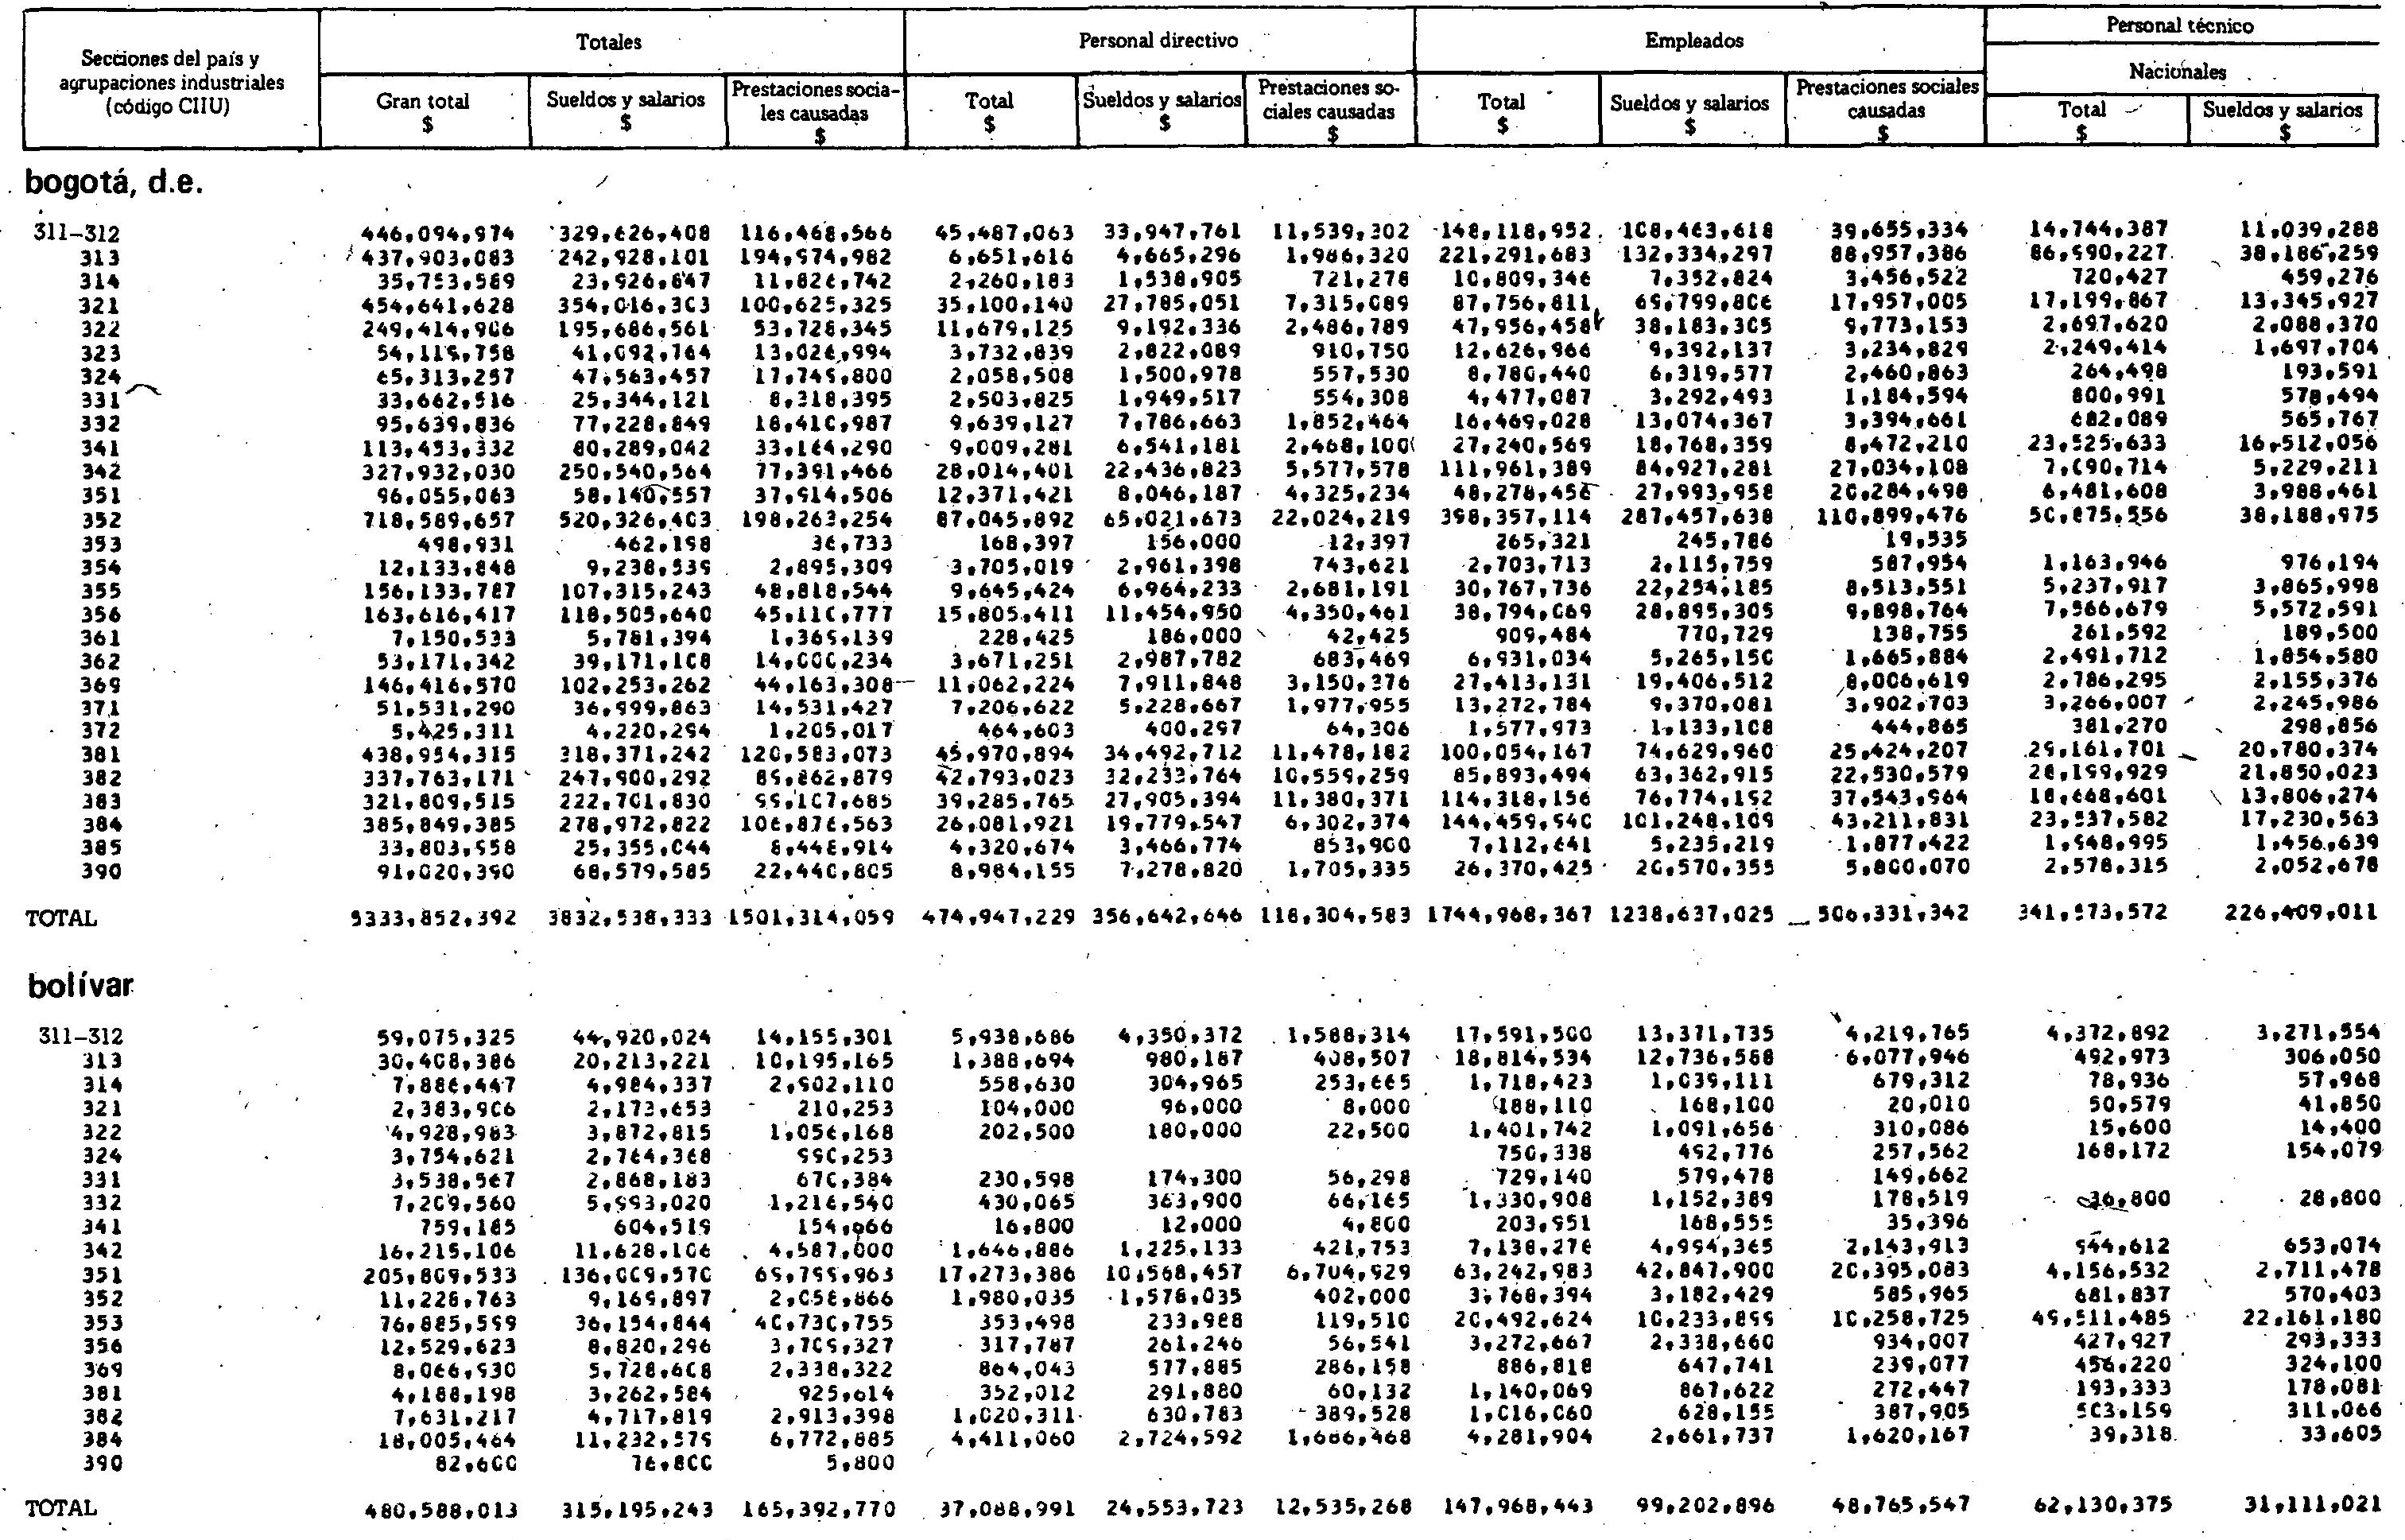 Secciones del país y agrupaciones industriales (código CIIU) Totales Personal directivo Empleados Personal técnico
Nacionales
Gran total $ Sueldos y salarios $ Prestaciones sociales causadas $ Total $ Sueldos y salarios $ Prestaciones sociales causadas $ Total $ Sueldos y salarios $ Prestaciones sociales causadas $ Total $ Sueldos y salarios $
bogotá, d.e.
311–312 446,094,974 329,626,408 116,468,566 45,487,063 33,947,761 11,539,302 148,118,952 108,463,618 39,655,334 14,744,387 11,039,288
313 437,903,083 242,928,101 194,974,982 6,651,616 4,665,296 1,986,320 221,291,683 132,334,297 88,957,386 86,990,227 38,186,259
314 35,753,589 23,926,847 11,826,742 2,260,183 1,538,905 721,278 10,809,346 7,352,824 3,456,522 720,427 459,276
321 454,641,628 354,016,303 100,625,325 35,100,140 27,785,051 7,315,089 87,756,811 69,799,806 17,957,005 17,199,867 13,345,927
322 249,414,906 195,686,561 53,728,345 11,679,125 9,192,336 2,486,789 47,956,458 38,183,305 9,773,153 2,697,620 2,088,370
323 54,119,758 41,092,764 13,026,994 3,732,839 2,822,089 910,750 12,626,966 9,392,137 3,234,829 2,249,414 1,697,704
324 65,313,257 47,563,457 17,749,800 2,058,508 1,500,978 557,530 8,780,440 6,319,577 2,460,863 264,498 193,591
331 33,662,516 25,344,121 8,318,395 2,503,825 1,949,517 554,308 4,477,087 3,292,493 1,184,594 800,991 578,494
332 95,639,836 77,228,849 18,410,987 9,639,127 7,786,663 1,852,464 16,469,028 13,074,367 3,394,661 682,089 565,767
341 113,453,332 80,289,042 33,164,290 9,009,281 6,541,181 2,468,100 27,240,569 18,768,359 8,472,210 23,525,633 16,512,056
342 327,932,030 250,540,564 77,391,466 28,014,401 22,436,823 5,577,578 111,961,389 84,927,281 27,034,108 7,090,714 5,229,211
351 96,055,063 58,140,557 37,914,506 12,371,421 8,046,187 4,325,234 48,278,456 27,993,958 20,284,498 6,481,608 3,988,461
352 718,589,657 520,326,403 198,263,254 87,045,892 65,021,673 22,024,219 398,357,114 287,457,638 110,899,476 50,875,556 38,188,975
353 498,931 462,198 36,733 168,397 156,000 12,397 265,321 245,786 19,535
354 12,133,848 9,238,539 2,895,309 3,705,019 2,961,398 743,621 2,703,713 2,115,759 587,954 1,163,946 976,194
355 156,133,787 107,315,243 48,818,544 9,645,424 6,964,233 2,681,191 30,767,736 22,254,185 8,513,551 5,237,917 3,865,998
356 163,616,417 118,505,640 45,110,777 15,805,411 11,454,950 4,350,461 38,794,069 28,895,305 9,898,764 7,566,679 5,572,591
361 7,150,533 5,781,394 1,369,139 228,425 186,000 42,425 909,484 770,729 138,755 261,592 189,500
362 53,171,342 39,171,108 14,000,234 3,671,251 2,987,782 683,469 6,931,034 5,265,150 1,665,884 2,491,712 1,854,580
369 146,416,570 102,253,262 44,163,308 11,062,224 7,911,848 3,150,376 27,413,131 19,406,512 8,006,619 2,786,295 2,155,376
371 51,531,290 36,999,863 14,531,427 7,206,622 5,228,667 1,977,955 13,272,784 9,370,081 3,902,703 3,266,007 2,245,986
372 5,425,311 4,220,294 1,205,017 464,603 400,297 64,306 1,577,973 1,133,108 444,865 381,270 298,856
381 438,954,315 318,371,242 120,583,073 45,970,894 34,492,712 11,478,182 100,054,167 74,629,960 25,424,207 29,161,701 20,780,374
382 337,763,171 247,900,292 89,862,879 42,793,023 32,233,764 10,559,259 85,893,494 63,362,915 22,530,579 28,199,929 21,850,023
383 321,809,515 222,701,830 99,107,685 39,285,765 27,905,394 11,380,371 114,318,156 76,774,192 37,543,964 18,668,601 13,806,274
384 385,849,385 278,972,822 106,876,563 26,081,921 19,779,547 6,302,374 144,459,940 101,248,109 43,211,831 23,937,582 17,230,563
385 33,803,958 25,355,044 8,448,914 4,320,674 3,466,774 853,900 7,112,641 5,235,219 1,877,422 1,948,995 1,456,639
390 91,020,390 68,579,585 22,440,805 8,984,155 7,278,820 1,705,335 26,370,425 20,570,355 5,800,070 2,578,315 2,052,678
TOTAL 5333,852,392 3832,538,333 1501,314,059 474,947,229 356,642,646 118,304,583 1744,968,367 1238,637,025 506,331,342 341,973,572 226,409,011
bolívar
311–312 59,075,325 44,920,024 14,155,301 5,938,686 4,350,372 1,588,314 17,591,500 13,371,735 4,219,765 4,372,892 3,271,554
313 30,408,386 20,213,221 10,195,165 1,388,694 980,187 408,507 18,814,534 12,736,588 6,077,946 492,973 306,050
314 7,886,447 4,984,337 2,902,110 558,630 304,965 253,665 1,718,423 1,039,111 679,312 78,936 57,968
321 2,383,906 2,173,653 210,253 104,000 96,000 8,000 188,110 168,100 20,010 50,579 41,850
322 4,928,983 3,872,815 1,056,168 202,500 180,000 22,500 1,401,742 1,091,656 310,086 15,600 14,400
324 3,754,621 2,764,368 990,253 750,338 492,776 257,562 168,172 154,079
331 3,538,567 2,868,183 670,384 230,598 174,300 56,298 729,140 579,478 149,662
332 7,209,560 5,993,020 1,216,540 430,065 363,900 66,165 1,330,908 1,152,389 178,519 36,800 28,800
341 759,185 604,519 154,666 16,800 12,000 4,800 203,951 168,555 35,396
342 16,215,106 11,628,106 4,587,000 1,646,886 1,225,133 421,753 7,138,278 4,994,365 2,143,913 944,612 653,074
351 205,809,533 136,009,570 69,799,963 17,273,386 10,568,457 6,704,929 63,242,983 42,847,900 20,395,083 4,156,532 2,711,478
352 11,228,763 9,169,897 2,058,866 1,980,035 1,578,035 402,000 3,768,394 3,182,429 585,965 681,837 570,403
353 76,885,599 36,154,844 40,730,755 353,498 233,988 119,510 20,492,624 10,233,899 10,258,725 49,511,485 22,161,180
356 12,529,623 8,820,296 3,709,327 317,787 261,246 56,541 3,272,667 2,338,660 934,007 427,927 293,333
369 8,066,930 5,728,608 2,338,322 864,043 577,885 286,158 886,818 647,741 239,077 456,220 324,100
381 4,188,198 3,262,584 925,614 352,012 291,880 60,132 1,140,069 867,622 272,447 193,333 178,081
382 7,631,217 4,717,819 2,913,398 1,020,311 630,783 389,528 1,016,060 628,155 387,905 503,159 311,066
384 18,005,464 11,232,579 6,772,885 4,411,060 2,724,592 1,686,468 4,281,904 2,661,737 1,620,167 39,318 33,605
390 82,600 76,800 5,800
TOTAL 480,588,013 315,195,243 165,392,770 37,088,991 24,553,723 12,535,268 147,968,443 99,202,896 48,765,547 62,130,375 31,111,021